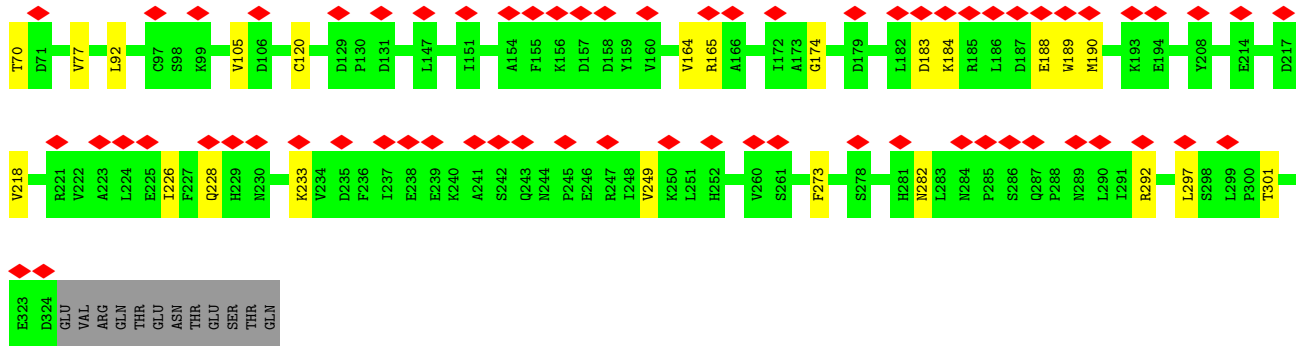 T70 D71 V77 L92 C97 S98 K99 V105 D106 C120 D129 P130 D131 L147 I151 A154 F155 K156 D157 D158 Y159 V160 V164 R165 A166 I172 A173 G174 D179 L182 D183 K184 R185 L186 D187 E188 W189 M190 K193 E194 Y208 E214 D217
V218 R221 V222 A223 L224 E225 I226 F227 Q228 H229 N230 K233 V234 D235 F236 I237 E238 E239 K240 A241 S242 Q243 N244 P245 E246 R247 I248 V249 K250 L251 H252 V260 S261 F273 S278 H281 N282 L283 N284 P285 S286 Q287 P288 N289 L290 I291 R292 L297 S298 L299 P300 T301
E323 D324 GLU VAL ARG GLN THR GLU ASN THR GLU SER THR GLN